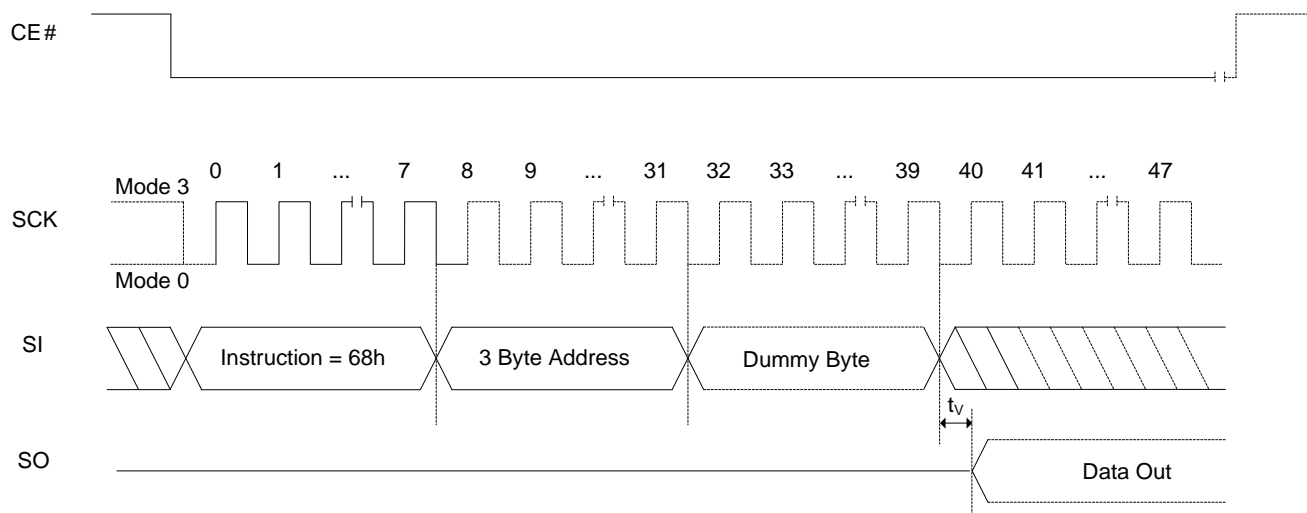 CE#
0 1 ... 7 8 9 ... 31 32 33 ... 39 40 41 ... 47
Mode 3
SCK
Mode 0
SI
Instruction = 68h
3 Byte Address
Dummy Byte
tV
SO
Data Out